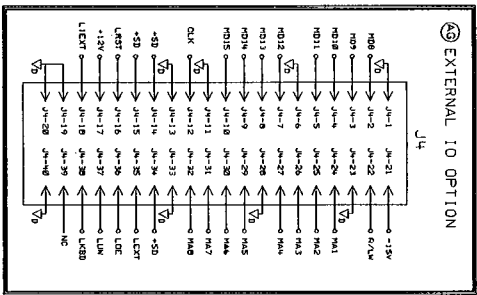 AG EXTERNAL IO OPTION
J4
D J4-1 J4-21 -15V
MD8 J4-2 J4-22 R/LW
MD9 J4-3 J4-23 D
MD10 J4-4 J4-24 MA1
MD11 J4-5 J4-25 MA2
D J4-6 J4-26 MA3
MD12 J4-7 J4-27 MA4
MD13 J4-8 J4-28 D
MD14 J4-9 J4-29 MA5
MD15 J4-10 J4-30 MA6
D J4-11 J4-31 MA7
CLK J4-12 J4-32 MA8
D J4-13 J4-33 D
+5D J4-14 J4-34 +5D
+5D J4-15 J4-35 LEXT
LRST J4-16 J4-36 LOE
+12V J4-17 J4-37 LUW
J4-18 J4-38 LKBD
J4-19 J4-39 NC
D J4-20 J4-40 D